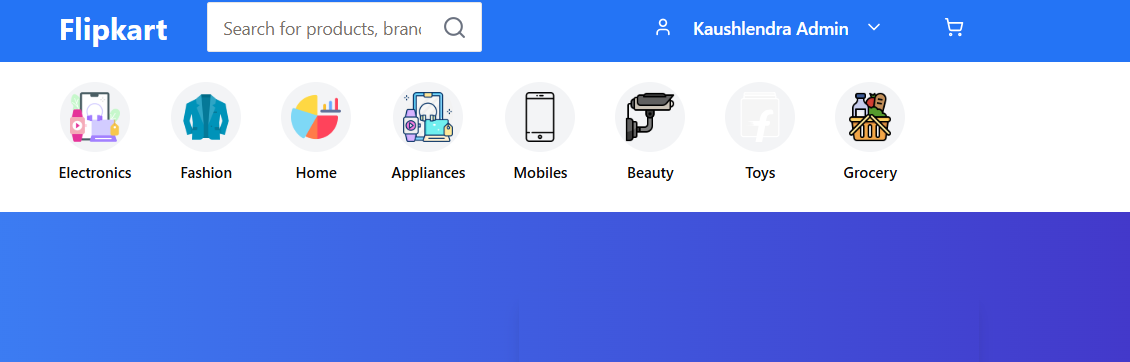 Flipkart
Search for products, branc
Kaushlendra Admin
Electronics
Fashion
Home
Appliances
Mobiles
Beauty
Toys
Grocery